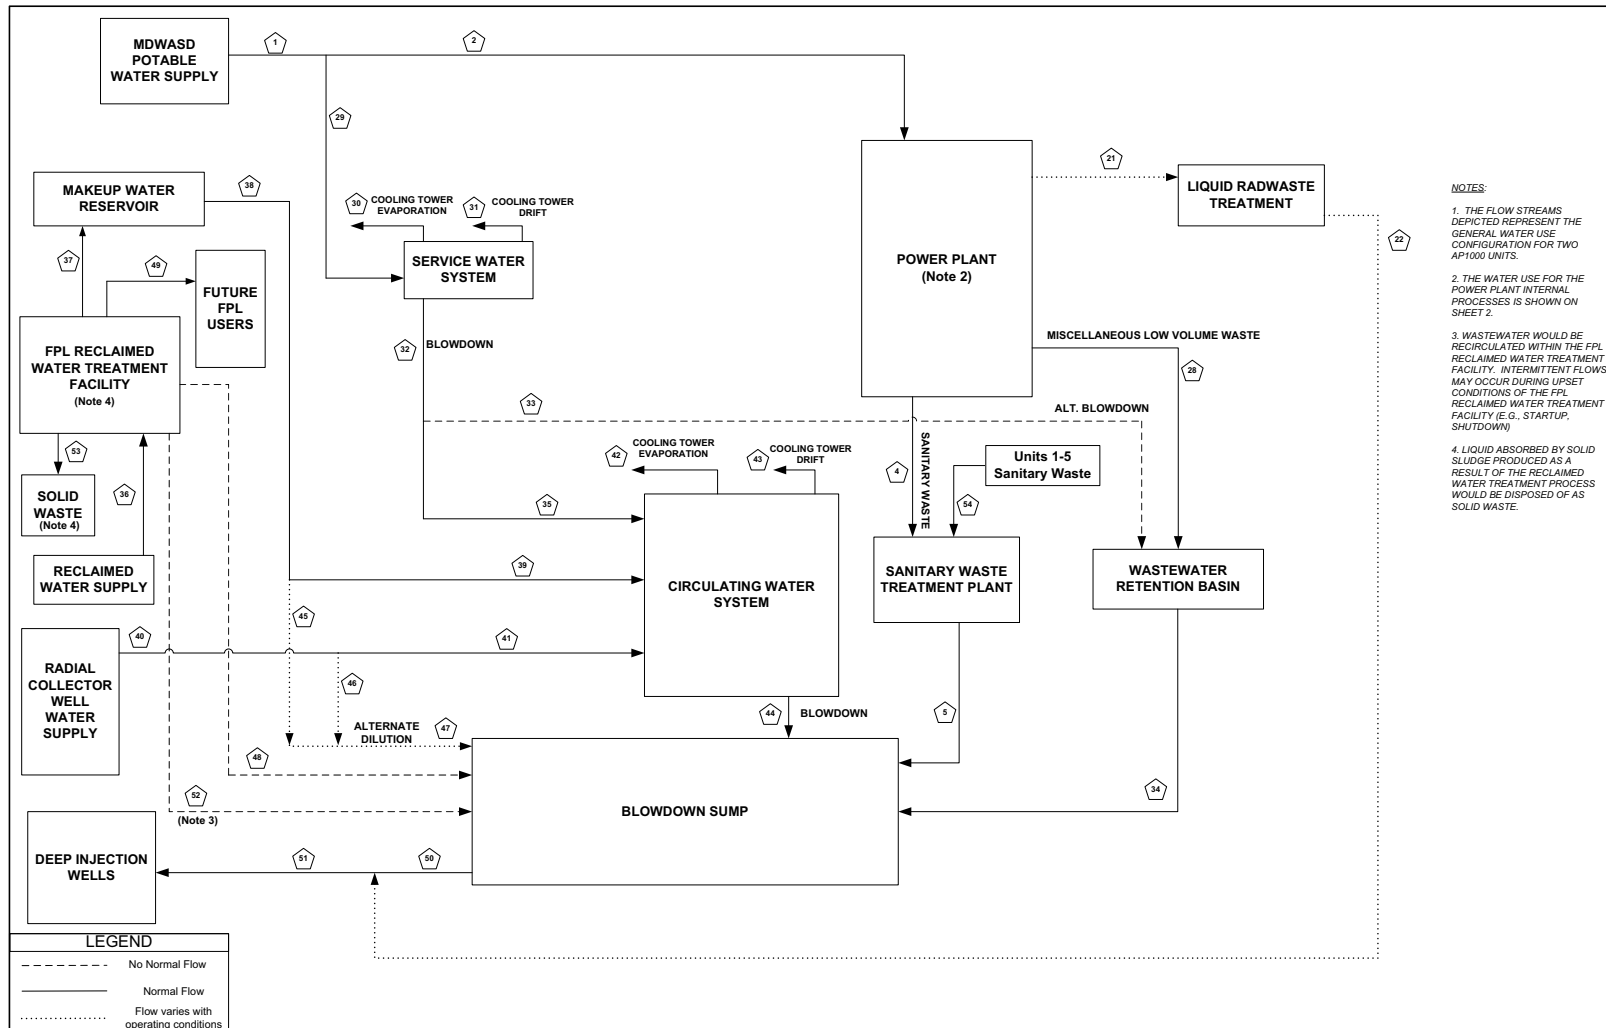 MDWASD
POTABLE
WATER SUPPLY
1
2
29
MAKEUP WATER
RESERVOIR
38
37
49
FUTURE
FPL
USERS
FPL RECLAIMED
WATER TREATMENT
FACILITY
(Note 4)
53
SOLID
WASTE
(Note 4)
36
RECLAIMED
WATER SUPPLY
30
COOLING TOWER
EVAPORATION
31
COOLING TOWER
DRIFT
SERVICE WATER
SYSTEM
32
BLOWDOWN
33
ALT. BLOWDOWN
POWER PLANT
(Note 2)
21
LIQUID RADWASTE
TREATMENT
22
MISCELLANEOUS LOW VOLUME WASTE
28
42
COOLING TOWER
EVAPORATION
43
COOLING TOWER
DRIFT
35
39
CIRCULATING WATER
SYSTEM
4
SANITARY WASTE
Units 1-5
Sanitary Waste
54
SANITARY WASTE
TREATMENT PLANT
WASTEWATER
RETENTION BASIN
45
40
41
46
RADIAL
COLLECTOR
WELL
WATER
SUPPLY
44
BLOWDOWN
5
ALTERNATE
DILUTION
47
48
52
(Note 3)
BLOWDOWN SUMP
34
DEEP INJECTION
WELLS
51
50
NOTES:
1. THE FLOW STREAMS
DEPICTED REPRESENT THE
GENERAL WATER USE
CONFIGURATION FOR TWO
AP1000 UNITS.
2. THE WATER USE FOR THE
POWER PLANT INTERNAL
PROCESSES IS SHOWN ON
SHEET 2.
3. WASTEWATER WOULD BE
RECIRCULATED WITHIN THE FPL
RECLAIMED WATER TREATMENT
FACILITY. INTERMITTENT FLOWS
MAY OCCUR DURING UPSET
CONDITIONS OF THE FPL
RECLAIMED WATER TREATMENT
FACILITY (E.G., STARTUP,
SHUTDOWN)
4. LIQUID ABSORBED BY SOLID
SLUDGE PRODUCED AS A
RESULT OF THE RECLAIMED
WATER TREATMENT PROCESS
WOULD BE DISPOSED OF AS
SOLID WASTE.
LEGEND
No Normal Flow
Normal Flow
Flow varies with
operating conditions